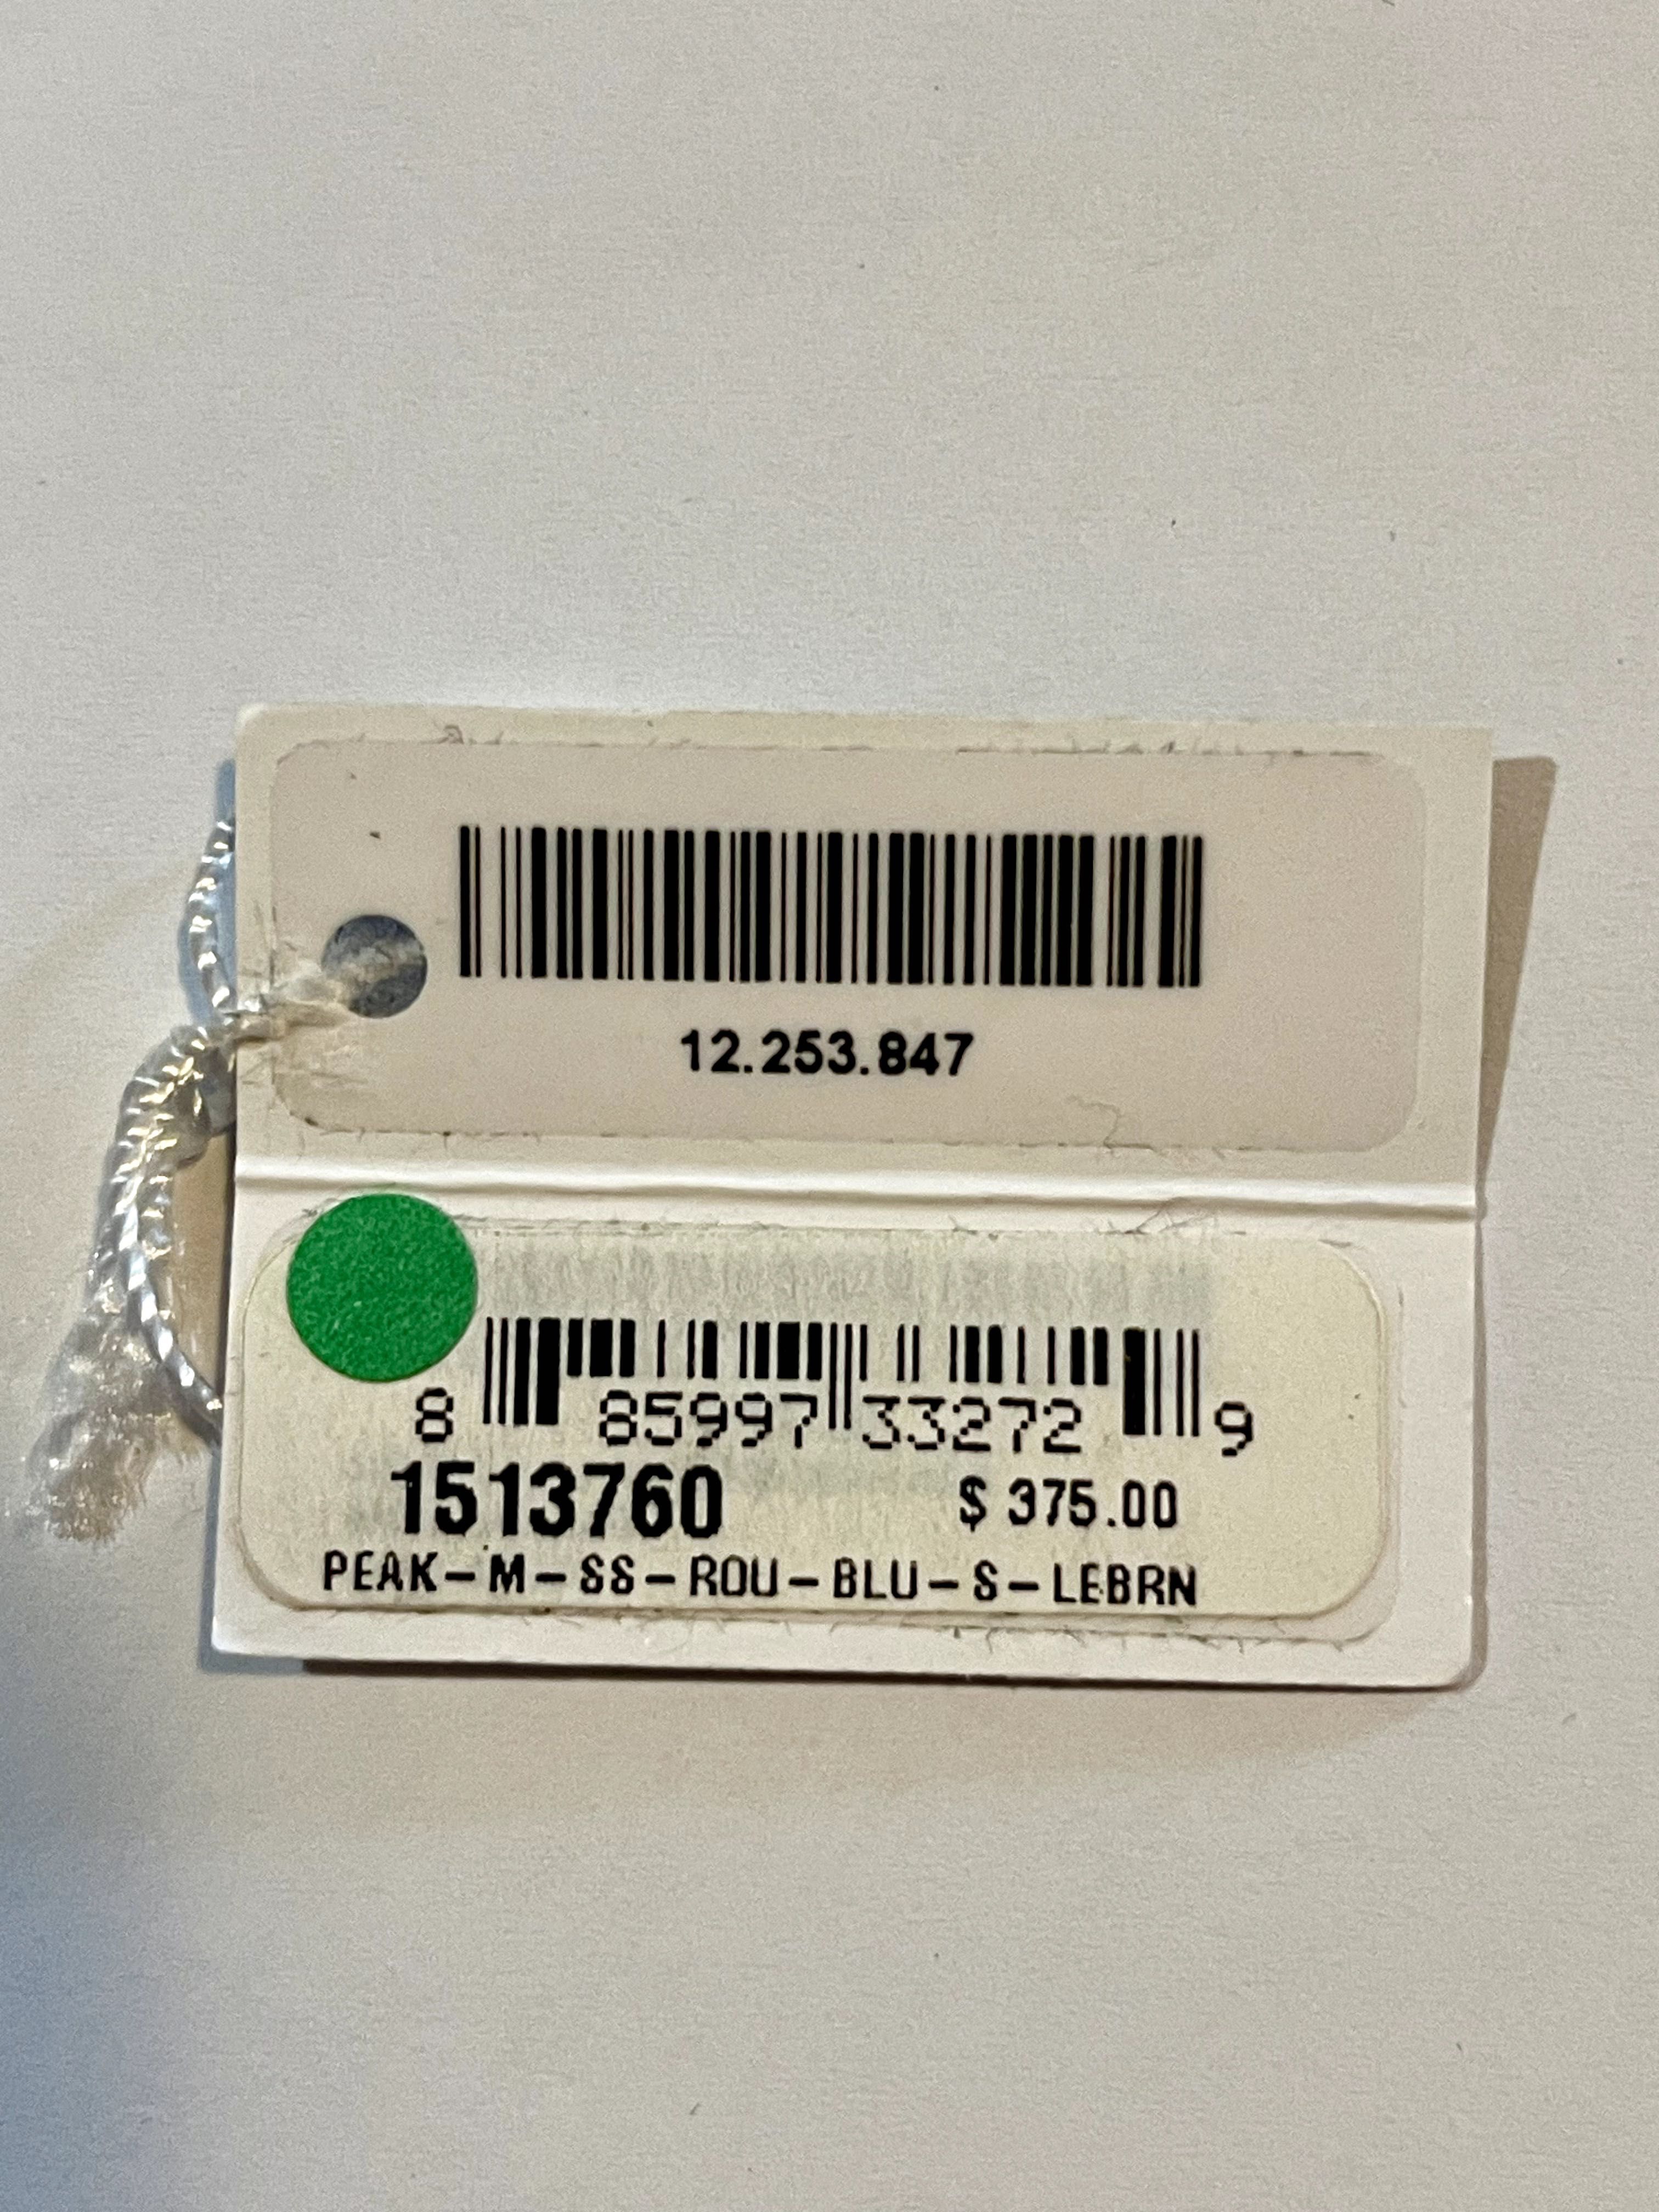 12.253.847
8 85997 33272 9
1513760 $ 375.00
PEAK-M-SS-ROU-BLU-S-LEBRN